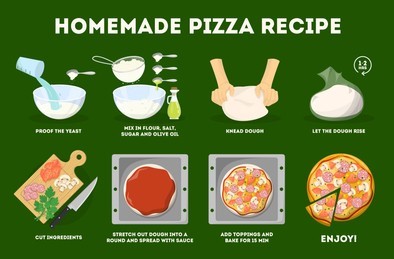 HOMEMADE PIZZA RECIPE
1-2
PROOF THE YEAST
MIX IN FLOUR, SALT,
SUGAR AND OLIVE OIL
KNEAD DOUGH
LET THE DOUGH RISE
CUT INGREDIENTS
STRETCH OUT DOUGH INTO A
ROUND AND SPREAD WITH SAUCE
ADD TOPPINGS AND
BAKE FOR 15 MIN
ENJOY!